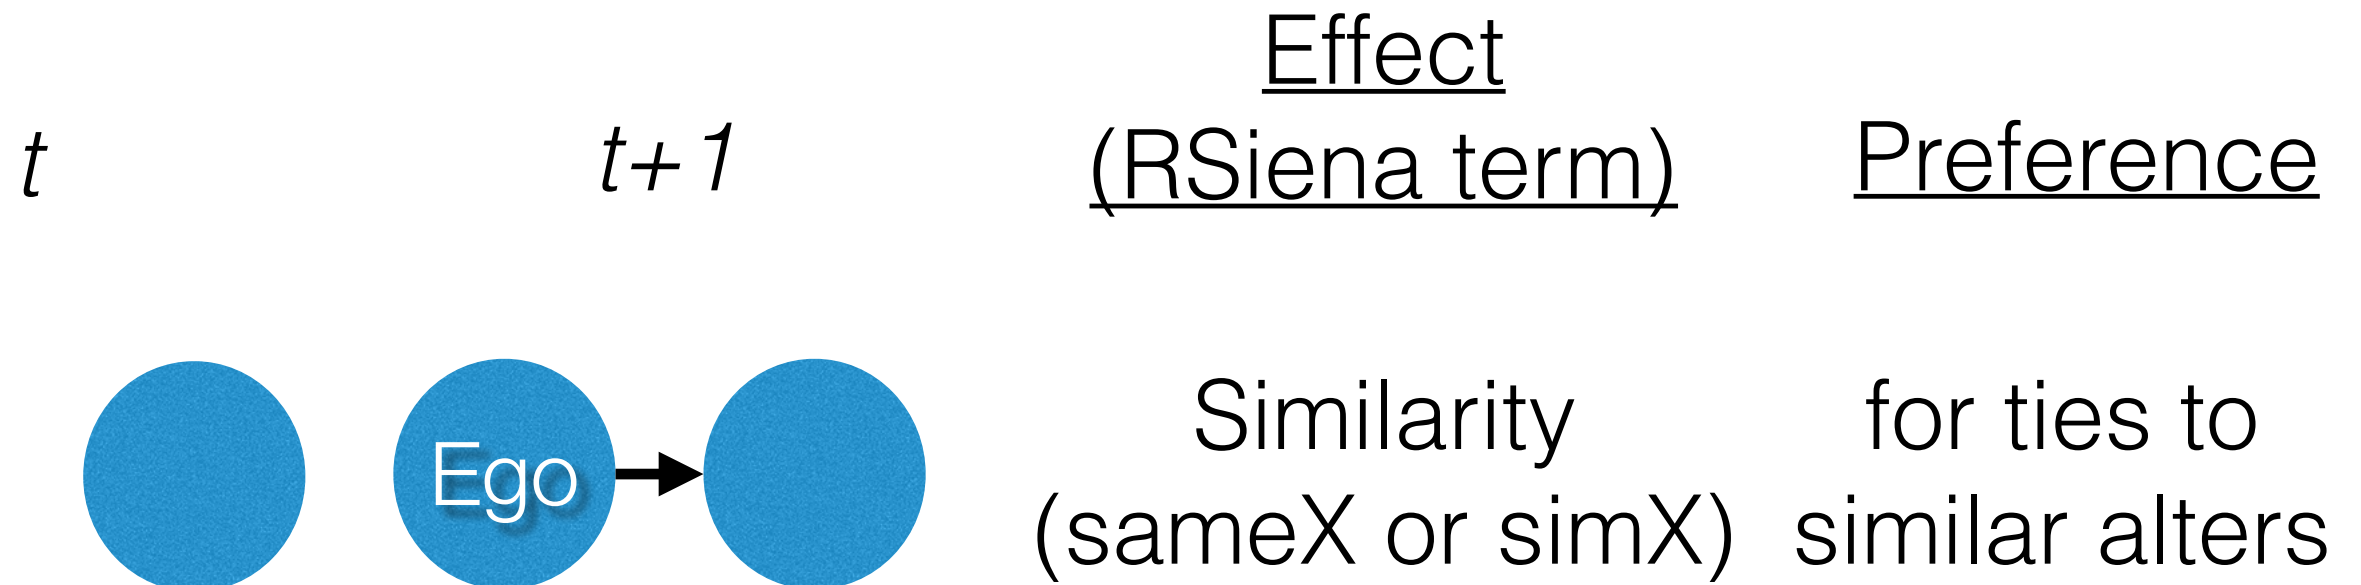 t
t+1
Effect
(RSiena term)
Preference
Ego
Similarity
(sameX or simX)
for ties to
similar alters